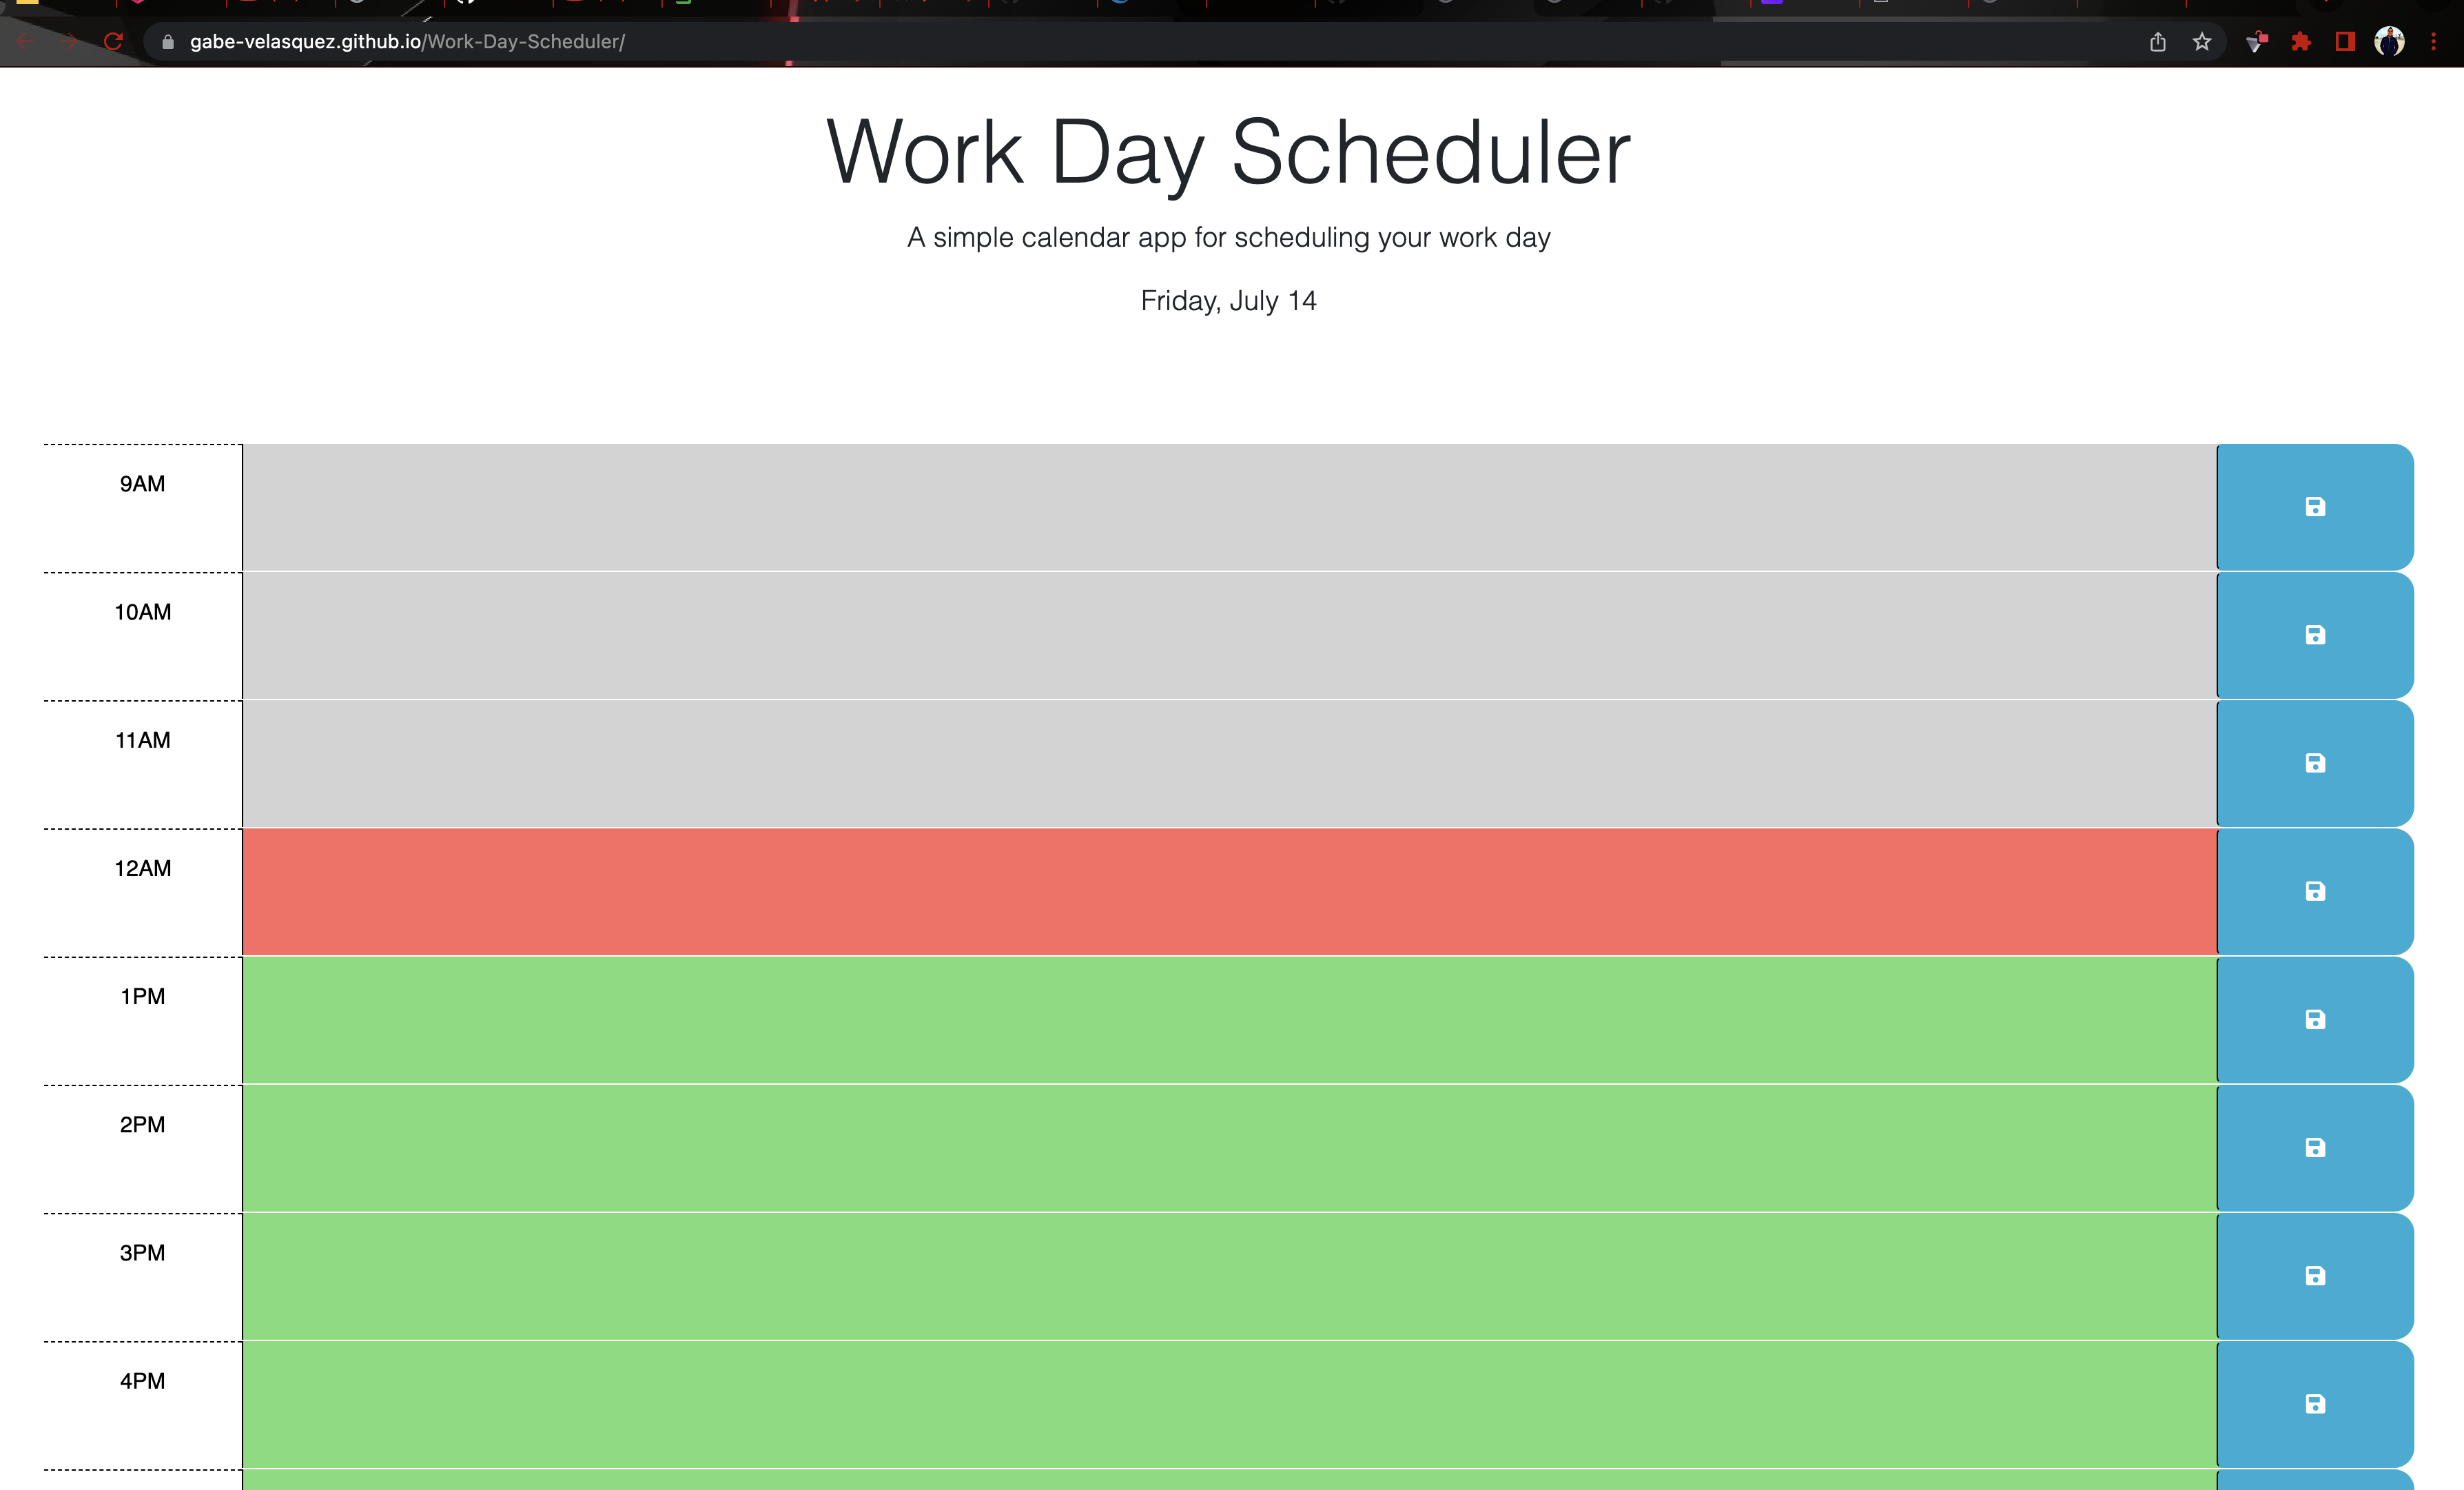 gabe-velasquez.github.io/Work-Day-Scheduler/
Work Day Scheduler
A simple calendar app for scheduling your work day
Friday, July 14
9AM
10AM
11AM
12AM
1PM
2PM
3PM
4PM